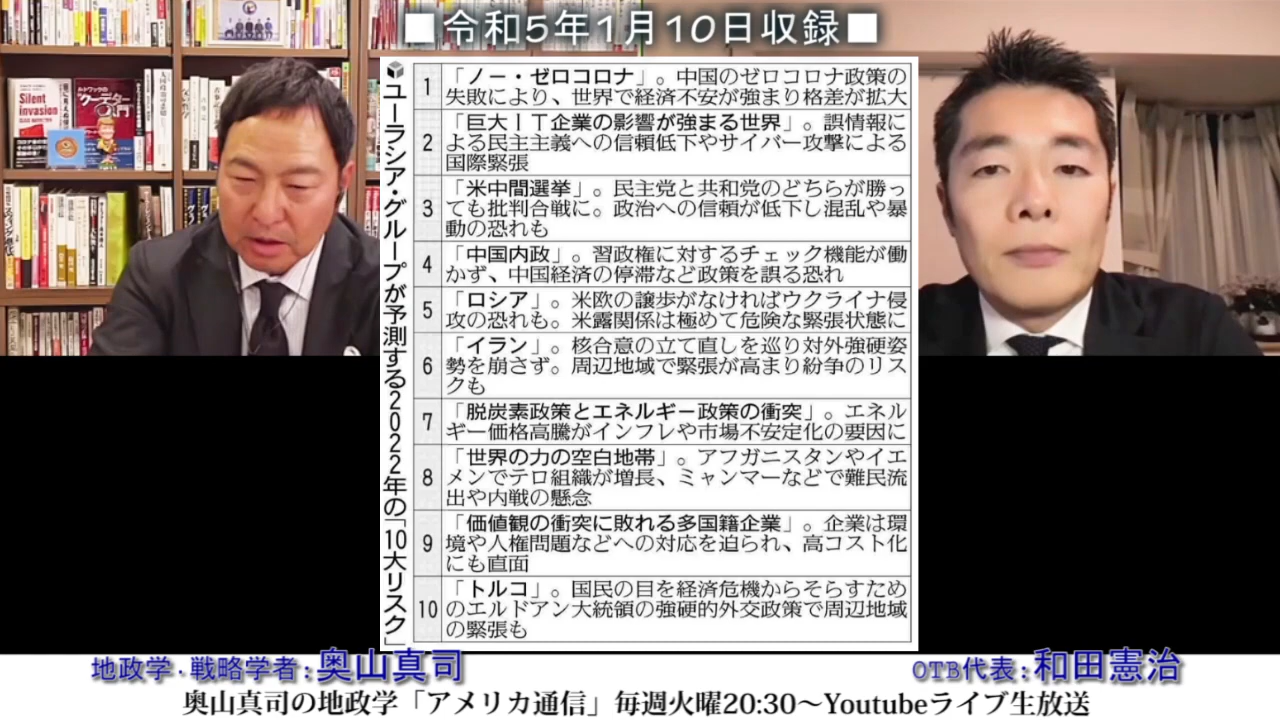 ■令和5年1月10日収録■
Silent
invasion
ルトワックの
"クーデター
入門"
ユーラシア・グループが予測する2022年の「10大リスク」
1
「ノー・ゼロコロナ」。中国のゼロコロナ政策の
失敗により、世界で経済不安が強まり格差が拡大
2
「巨大IT企業の影響が強まる世界」。誤情報に
よる民主主義への信頼低下やサイバー攻撃による
国際緊張
3
「米中間選挙」。民主党と共和党のどちらが勝っ
ても批判合戦に。政治への信頼が低下し混乱や暴
動の恐れも
4
「中国内政」。習政権に対するチェック機能が働
かず、中国経済の停滞など政策を誤る恐れ
5
「ロシア」。米欧の譲歩がなければウクライナ侵
攻の恐れも。米露関係は極めて危険な緊張状態に
6
「イラン」。核合意の立て直しを巡り対外強硬姿
勢を崩さず。周辺地域で緊張が高まり紛争のリス
クも
7
「脱炭素政策とエネルギー政策の衝突」。エネル
ギー価格高騰がインフレや市場不安定化の要因に
8
「世界の力の空白地帯」。アフガニスタンやイエ
メンでテロ組織が増長、ミャンマーなどで難民流
出や内戦の懸念
9
「価値観の衝突に敗れる多国籍企業」。企業は環
境や人権問題などへの対応を迫られ、高コスト化
にも直面
10
「トルコ」。国民の目を経済危機からそらすため
のエルドアン大統領の強硬的外交政策で周辺地域
の緊張も
地政学・戦略学者:奥山真司
OTB代表:和田憲治
奥山真司の地政学「アメリカ通信」毎週火曜20:30〜Youtubeライブ生放送